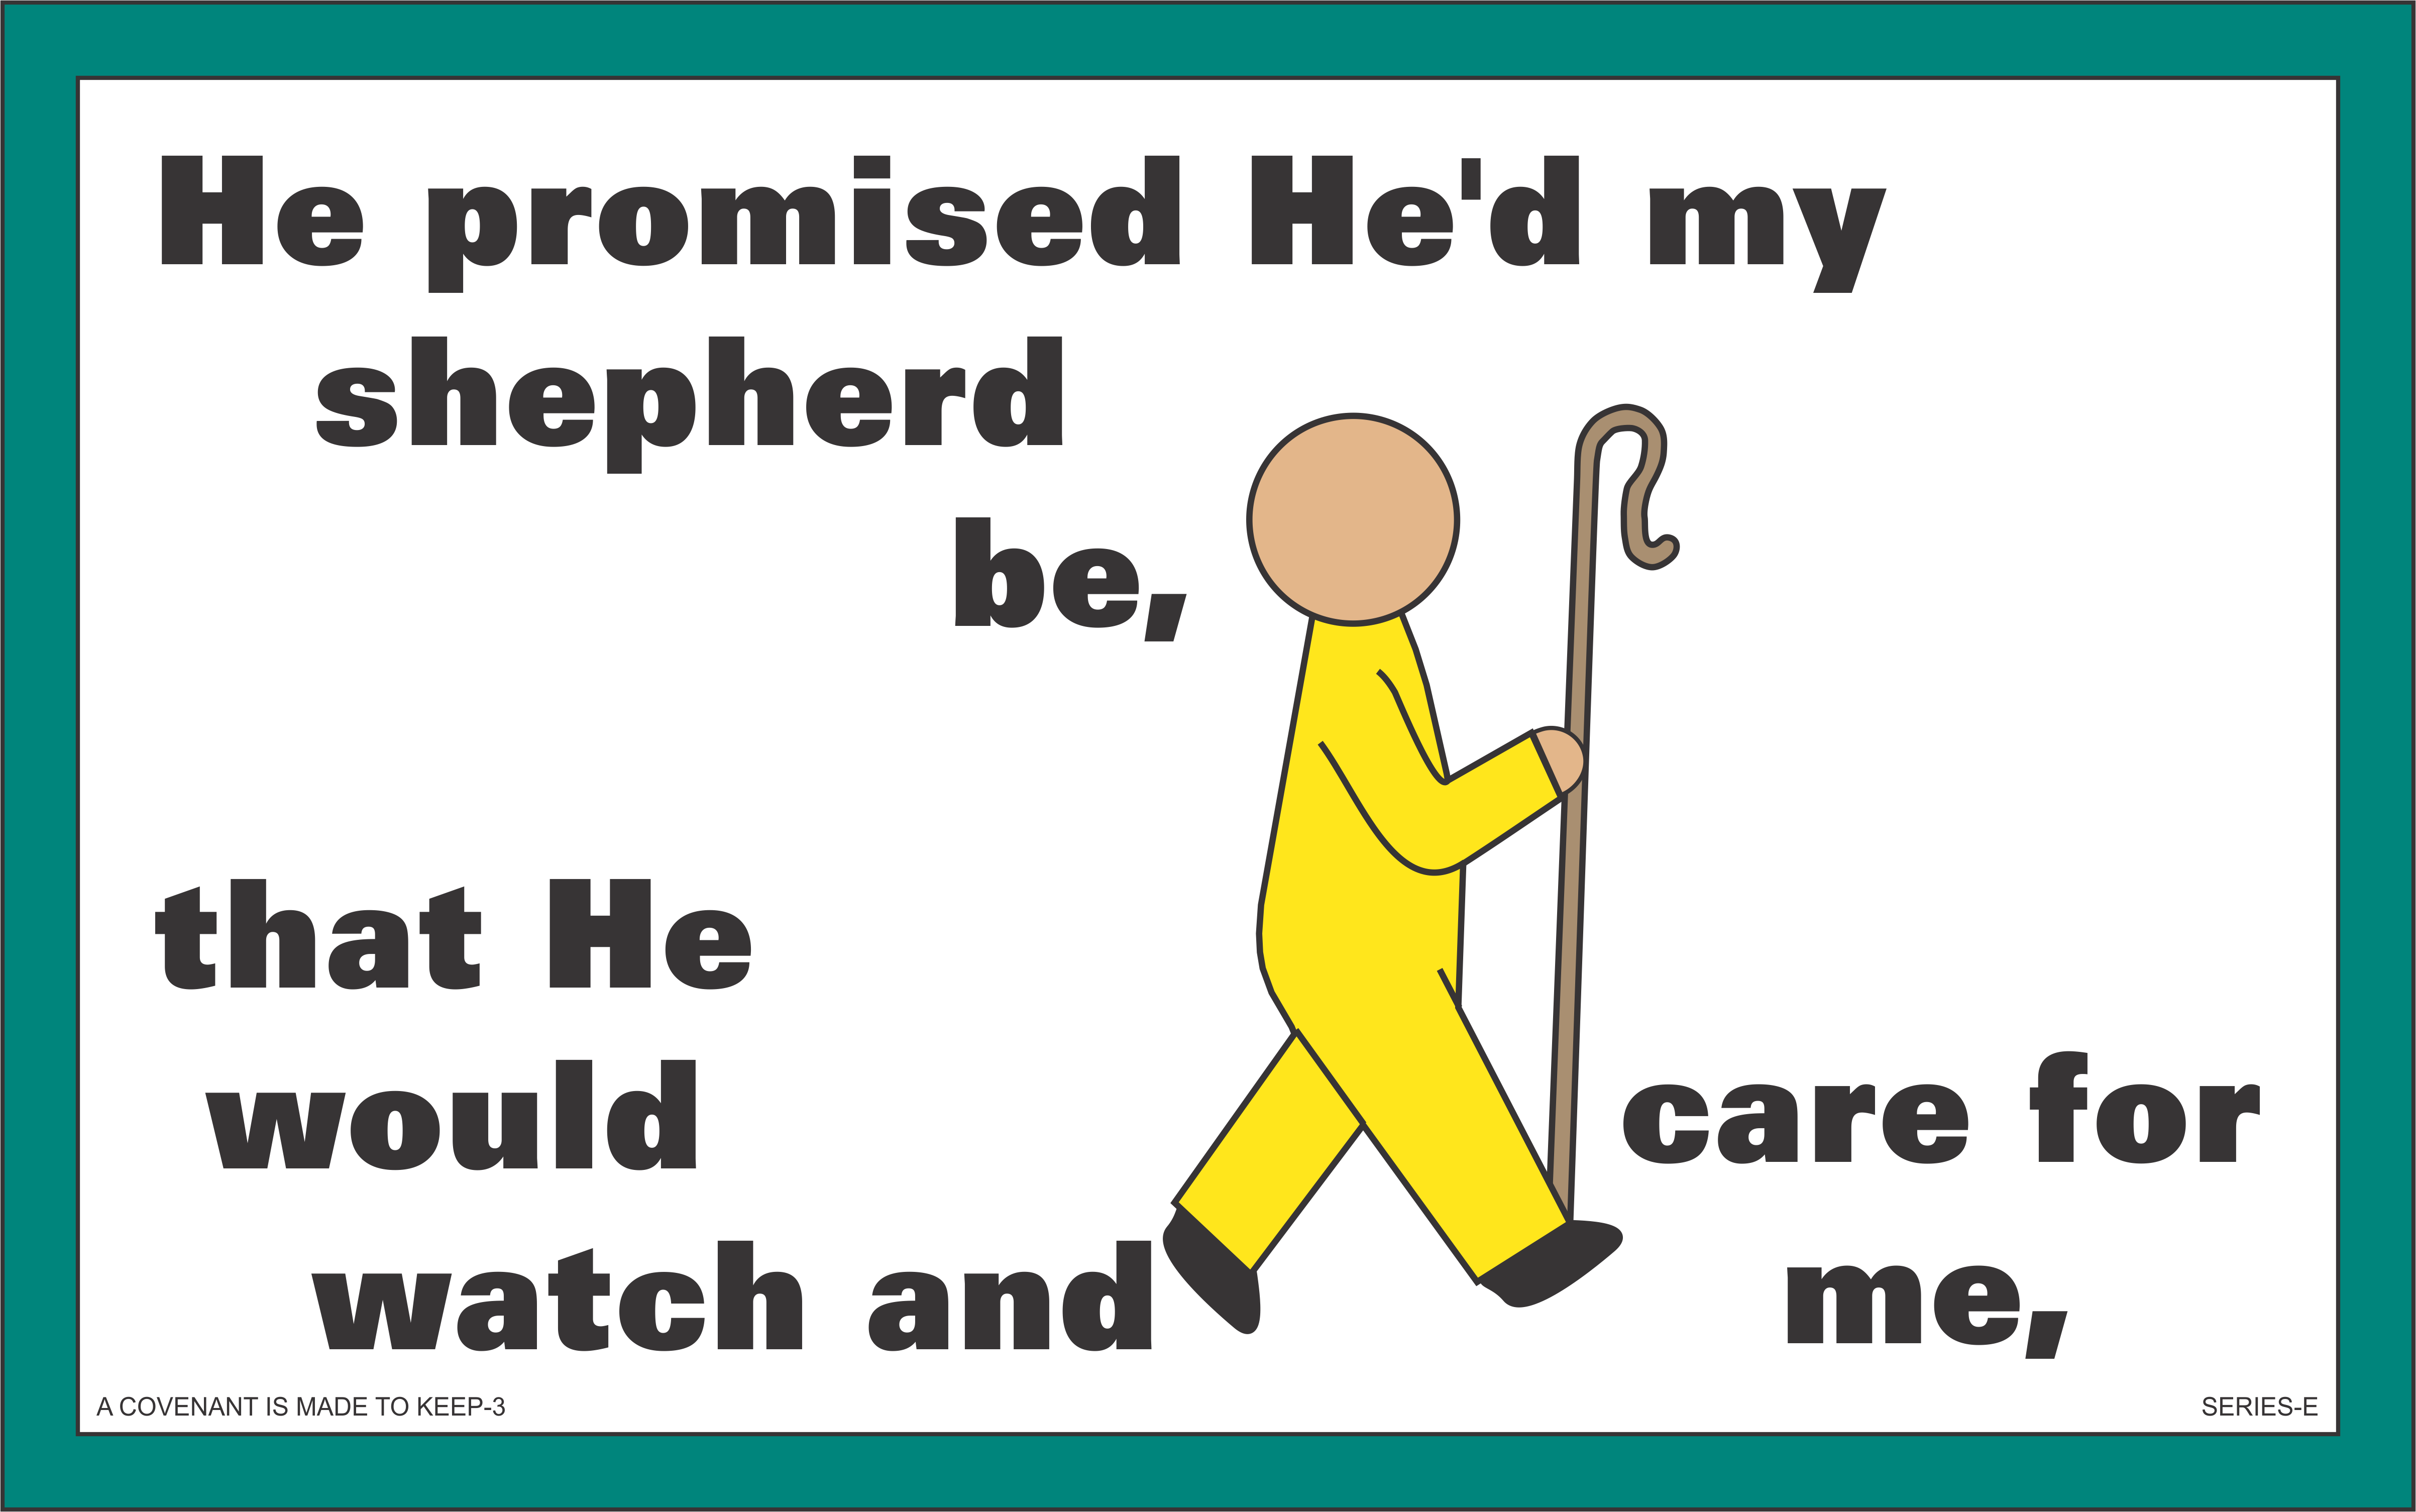 He promised He'd my
shepherd
be,
that He
would
watch and
care for
me,
A COVENANT IS MADE TO KEEP-3
SERIES-E